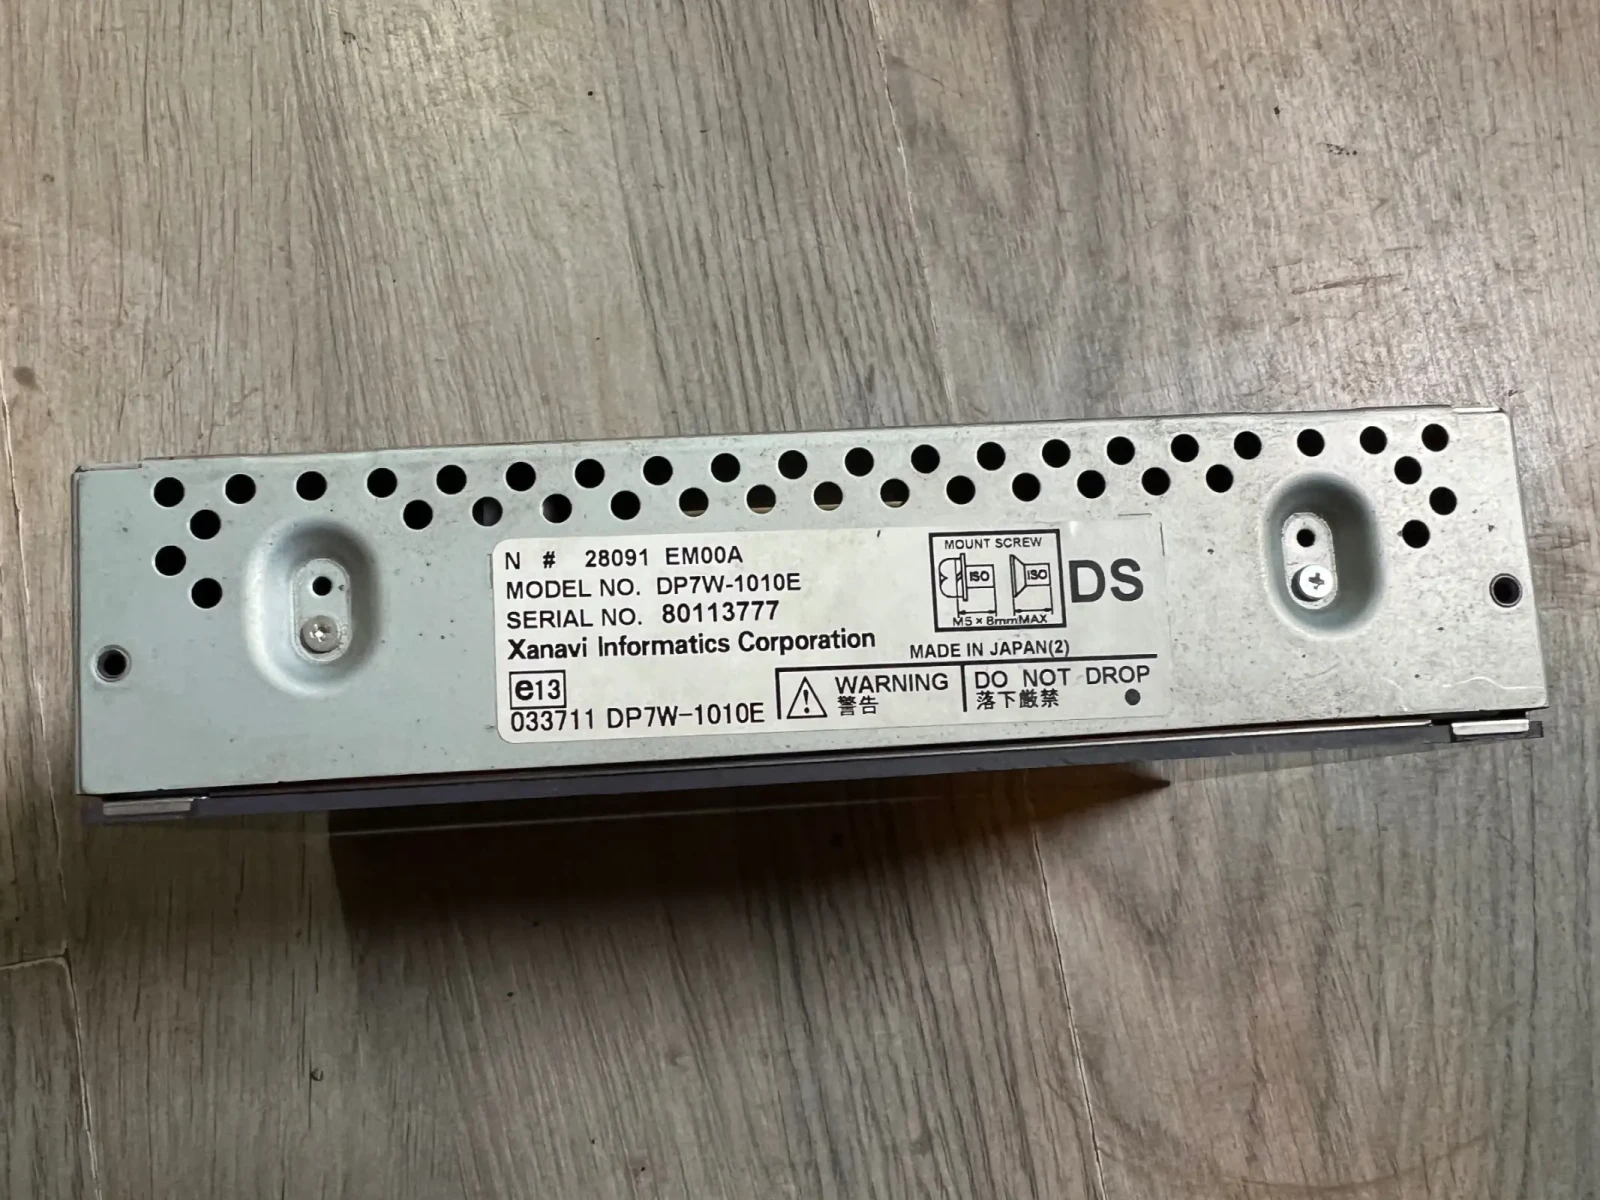 N # 28091 EM00A
MODEL NO. DP7W-1010E
SERIAL NO. 80113777
Xanavi Informatics Corporation
e13
033711 DP7W-1010E
MOUNT SCREW
ISO ISO
M5×8mmMAX
DS
MADE IN JAPAN(2)
WARNING
警告
DO NOT DROP
落下厳禁